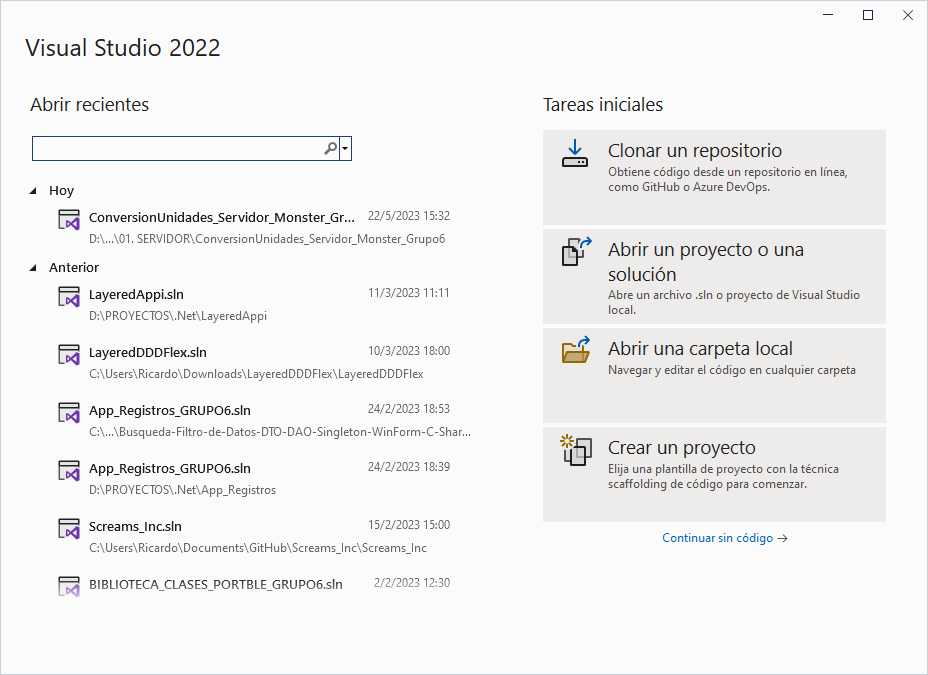 Visual Studio 2022
Abrir recientes
Hoy
ConversionUnidades_Servidor_Monster_Gr... 22/5/2023 15:32
D:\...\01. SERVIDOR\ConversionUnidades_Servidor_Monster_Grupo6
Anterior
LayeredAppi.sln 11/3/2023 11:11
D:\PROYECTOS\.Net\LayeredAppi
LayeredDDDFlex.sln 10/3/2023 18:00
C:\Users\Ricardo\Downloads\LayeredDDDFlex\LayeredDDDFlex
App_Registros_GRUPO6.sln 24/2/2023 18:53
C:\...\Busqueda-Filtro-de-Datos-DTO-DAO-Singleton-WinForm-C-Shar...
App_Registros_GRUPO6.sln 24/2/2023 18:39
D:\PROYECTOS\.Net\App_Registros
Screams_Inc.sln 15/2/2023 15:00
C:\Users\Ricardo\Documents\GitHub\Screams_Inc\Screams_Inc
BIBLIOTECA_CLASES_PORTBLE_GRUPO6.sln 2/2/2023 12:30
Tareas iniciales
Clonar un repositorio
Obtiene código desde un repositorio en línea,
como GitHub o Azure DevOps.
Abrir un proyecto o una
solución
Abre un archivo .sln o proyecto de Visual Studio
local.
Abrir una carpeta local
Navegar y editar el código en cualquier carpeta
Crear un proyecto
Elija una plantilla de proyecto con la técnica
scaffolding de código para comenzar.
Continuar sin código →